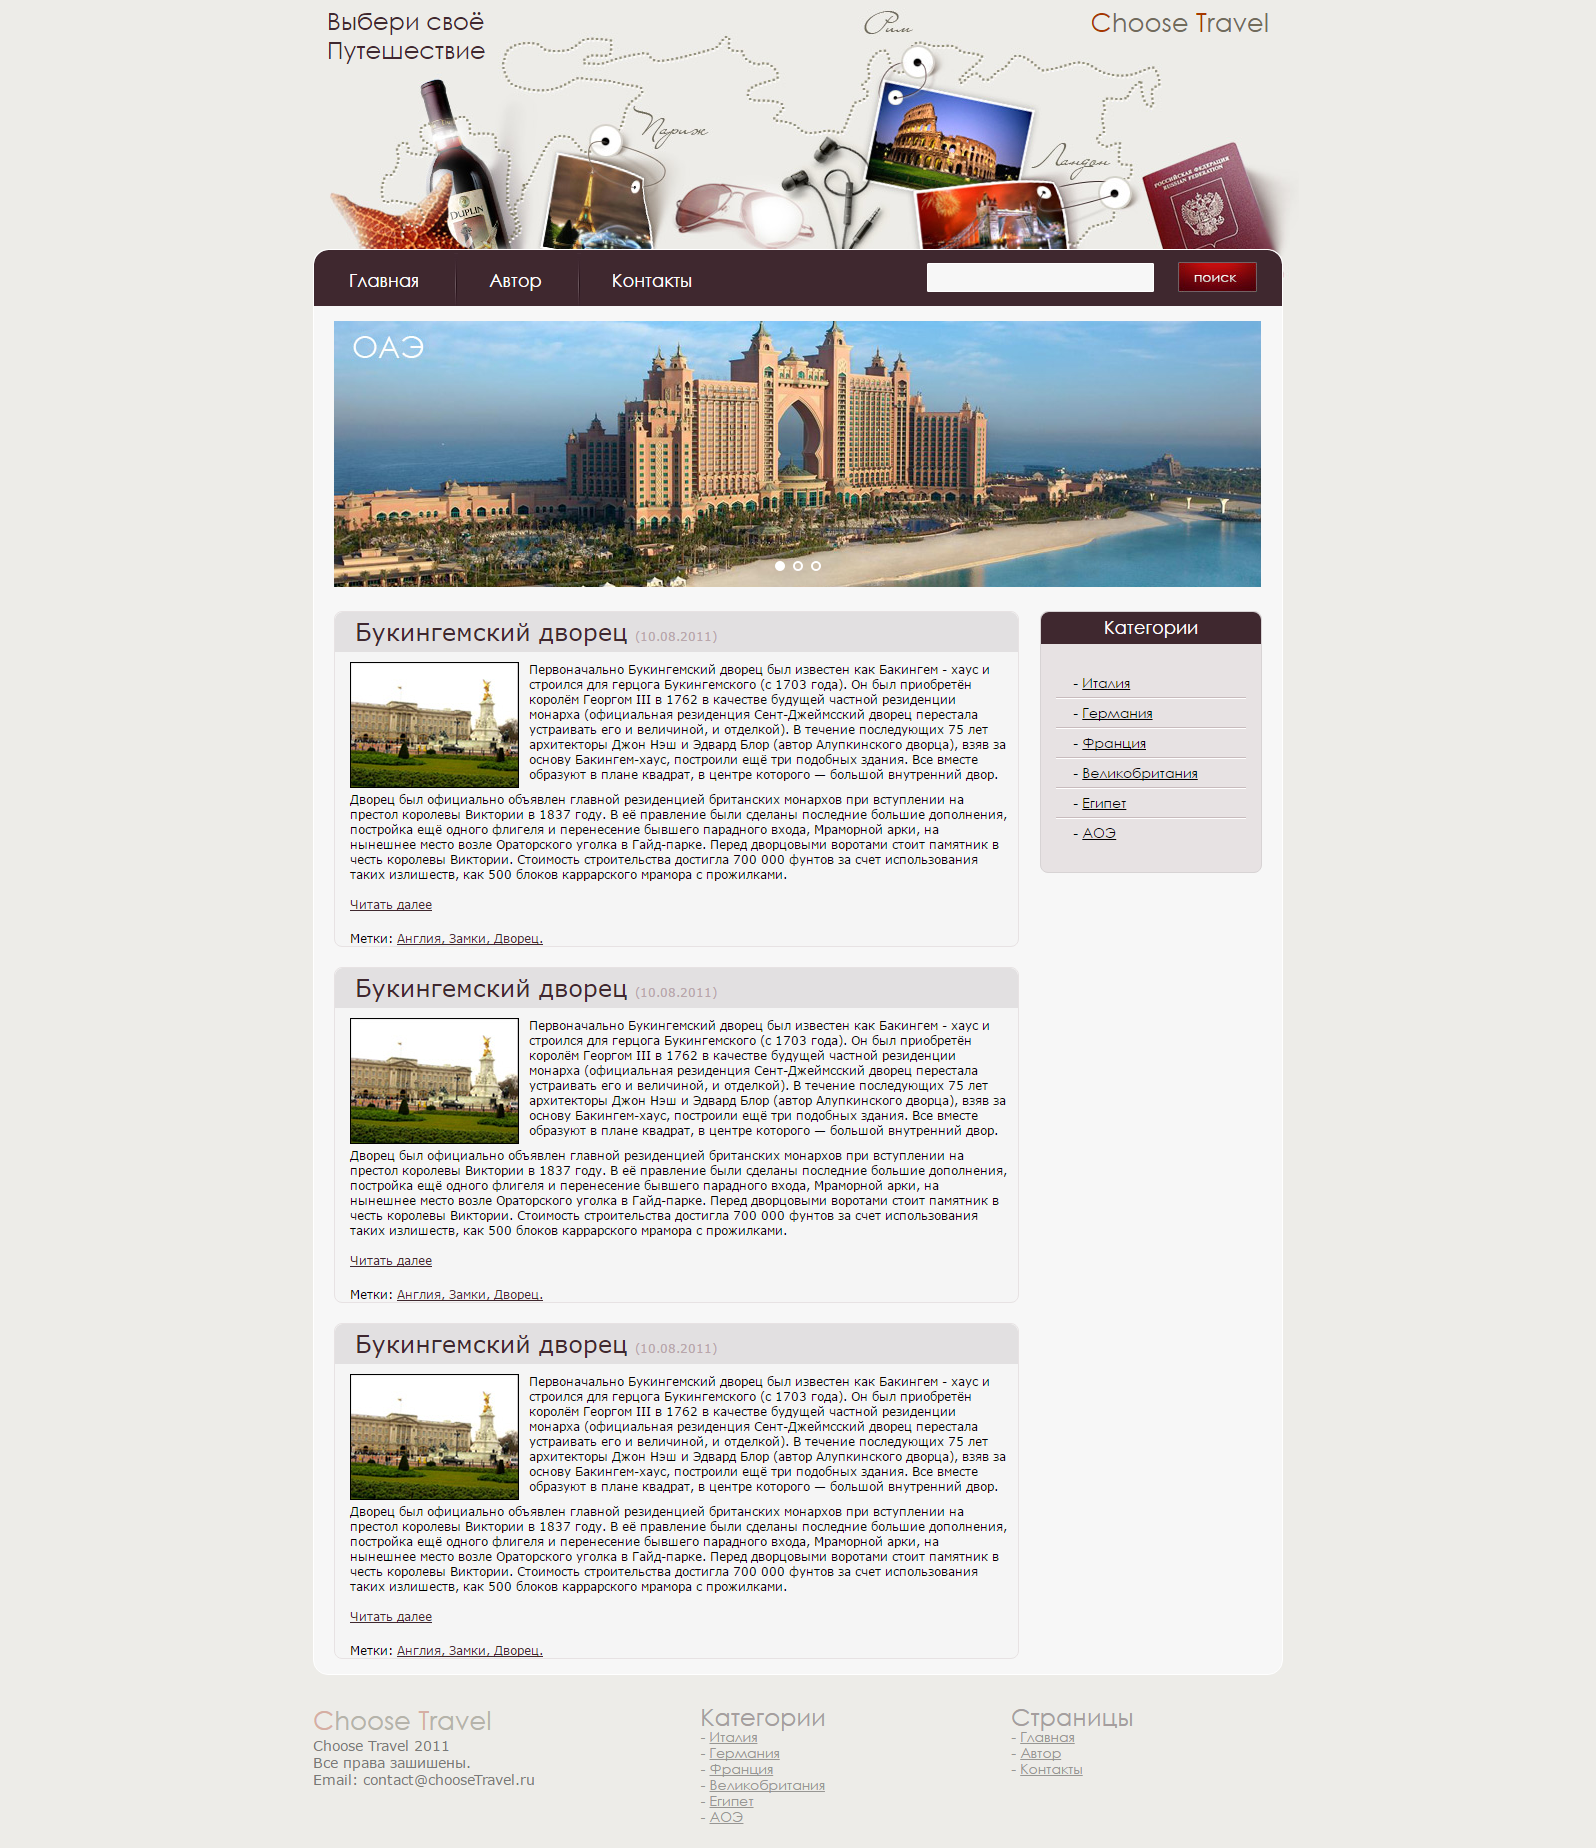 Выбери своё
Путешествие
Рим
Choose Travel
Париж
Ландон
DUPLIN
РОССИЙСКАЯ ФЕДЕРАЦИЯ
RUSSIAN FEDERATION
Главная
Автор
Контакты
поиск
ОАЭ
Букингемский дворец (10.08.2011)
Первоначально Букингемский дворец был известен как Бакингем - хаус и
строился для герцога Букингемского (с 1703 года). Он был приобретён
королём Георгом III в 1762 в качестве будущей частной резиденции
монарха (официальная резиденция Сент-Джеймсский дворец перестала
устраивать его и величиной, и отделкой). В течение последующих 75 лет
архитекторы Джон Нэш и Эдвард Блор (автор Алупкинского дворца), взяв за
основу Бакингем-хаус, построили ещё три подобных здания. Все вместе
образуют в плане квадрат, в центре которого — большой внутренний двор.
Дворец был официально объявлен главной резиденцией британских монархов при вступлении на
престол королевы Виктории в 1837 году. В её правление были сделаны последние большие дополнения,
постройка ещё одного флигеля и перенесение бывшего парадного входа, Мраморной арки, на
нынешнее место возле Ораторского уголка в Гайд-парке. Перед дворцовыми воротами стоит памятник в
честь королевы Виктории. Стоимость строительства достигла 700 000 фунтов за счет использования
таких излишеств, как 500 блоков каррарского мрамора с прожилками.
Читать далее
Метки: Англия, Замки, Дворец.
Букингемский дворец (10.08.2011)
Первоначально Букингемский дворец был известен как Бакингем - хаус и
строился для герцога Букингемского (с 1703 года). Он был приобретён
королём Георгом III в 1762 в качестве будущей частной резиденции
монарха (официальная резиденция Сент-Джеймсский дворец перестала
устраивать его и величиной, и отделкой). В течение последующих 75 лет
архитекторы Джон Нэш и Эдвард Блор (автор Алупкинского дворца), взяв за
основу Бакингем-хаус, построили ещё три подобных здания. Все вместе
образуют в плане квадрат, в центре которого — большой внутренний двор.
Дворец был официально объявлен главной резиденцией британских монархов при вступлении на
престол королевы Виктории в 1837 году. В её правление были сделаны последние большие дополнения,
постройка ещё одного флигеля и перенесение бывшего парадного входа, Мраморной арки, на
нынешнее место возле Ораторского уголка в Гайд-парке. Перед дворцовыми воротами стоит памятник в
честь королевы Виктории. Стоимость строительства достигла 700 000 фунтов за счет использования
таких излишеств, как 500 блоков каррарского мрамора с прожилками.
Читать далее
Метки: Англия, Замки, Дворец.
Букингемский дворец (10.08.2011)
Первоначально Букингемский дворец был известен как Бакингем - хаус и
строился для герцога Букингемского (с 1703 года). Он был приобретён
королём Георгом III в 1762 в качестве будущей частной резиденции
монарха (официальная резиденция Сент-Джеймсский дворец перестала
устраивать его и величиной, и отделкой). В течение последующих 75 лет
архитекторы Джон Нэш и Эдвард Блор (автор Алупкинского дворца), взяв за
основу Бакингем-хаус, построили ещё три подобных здания. Все вместе
образуют в плане квадрат, в центре которого — большой внутренний двор.
Дворец был официально объявлен главной резиденцией британских монархов при вступлении на
престол королевы Виктории в 1837 году. В её правление были сделаны последние большие дополнения,
постройка ещё одного флигеля и перенесение бывшего парадного входа, Мраморной арки, на
нынешнее место возле Ораторского уголка в Гайд-парке. Перед дворцовыми воротами стоит памятник в
честь королевы Виктории. Стоимость строительства достигла 700 000 фунтов за счет использования
таких излишеств, как 500 блоков каррарского мрамора с прожилками.
Читать далее
Метки: Англия, Замки, Дворец.
Категории
- Италия
- Германия
- Франция
- Великобритания
- Египет
- АОЭ
Choose Travel
Choose Travel 2011
Все права зашишены.
Email: contact@chooseTravel.ru
Категории
- Италия
- Германия
- Франция
- Великобритания
- Египет
- АОЭ
Страницы
- Главная
- Автор
- Контакты